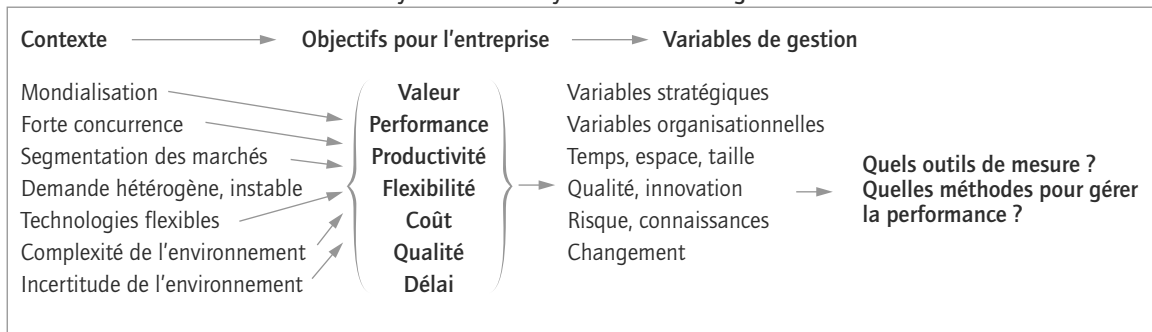 Contexte Objectifs pour l'entreprise Variables de gestion
Mondialisation
Forte concurrence
Segmentation des marchés
Demande hétérogène, instable
Technologies flexibles
Complexité de l'environnement
Incertitude de l'environnement
Valeur
Performance
Productivité
Flexibilité
Coût
Qualité
Délai
Variables stratégiques
Variables organisationnelles
Temps, espace, taille
Qualité, innovation
Risque, connaissances
Changement
Quels outils de mesure ?
Quelles méthodes pour gérer
la performance ?